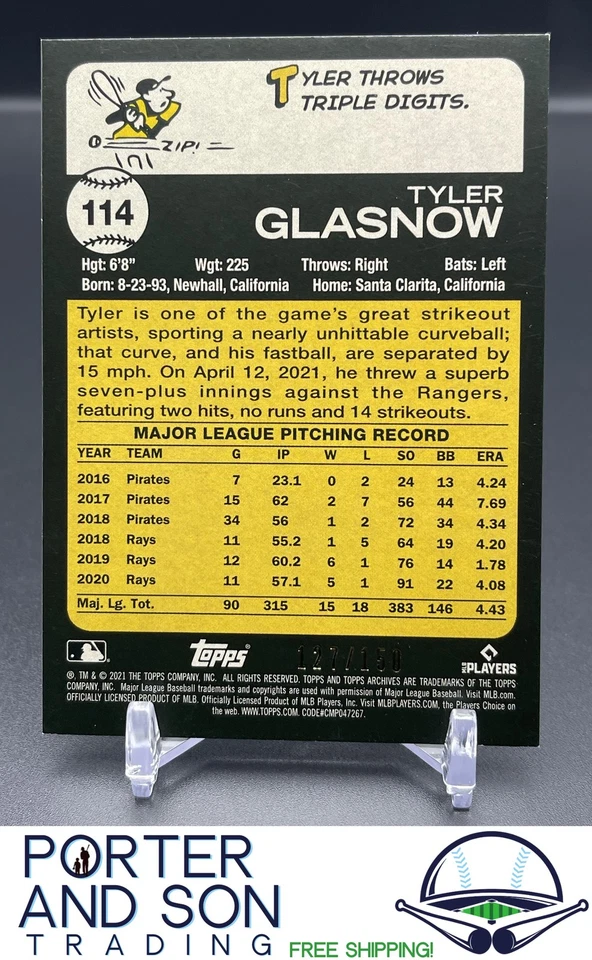 TYLER THROWS
TRIPLE DIGITS.
ZIP!
114
TYLER
GLASNOW
Hgt: 6'8" Wgt: 225 Throws: Right Bats: Left
Born: 8-23-93, Newhall, California Home: Santa Clarita, California
Tyler is one of the game's great strikeout
artists, sporting a nearly unhittable curveball;
that curve, and his fastball, are separated by
15 mph. On April 12, 2021, he threw a superb
seven-plus innings against the Rangers,
featuring two hits, no runs and 14 strikeouts.
MAJOR LEAGUE PITCHING RECORD
YEAR TEAM G IP W L SO BB ERA
2016 Pirates 7 23.1 0 2 24 13 4.24
2017 Pirates 15 62 2 7 56 44 7.69
2018 Pirates 34 56 1 2 72 34 4.34
2018 Rays 11 55.2 1 5 64 19 4.20
2019 Rays 12 60.2 6 1 76 14 1.78
2020 Rays 11 57.1 5 1 91 22 4.08
Maj. Lg. Tot. 90 315 15 18 383 146 4.43
Topps 127/150 PLAYERS
®, TM & © 2021 THE TOPPS COMPANY, INC. ALL RIGHTS RESERVED. TOPPS AND TOPPS ARCHIVES ARE TRADEMARKS OF THE TOPPS
COMPANY, INC. Major League Baseball trademarks and copyrights are used with permission of Major League Baseball. Visit MLB.com.
OFFICIALLY LICENSED PRODUCT OF MLB. Officially Licensed Product of MLB Players, Inc. Visit MLBPLAYERS.COM, the Players Choice on
the web. WWW.TOPPS.COM. CODE#CMP047267.
PORTER
AND SON
TRADING FREE SHIPPING!